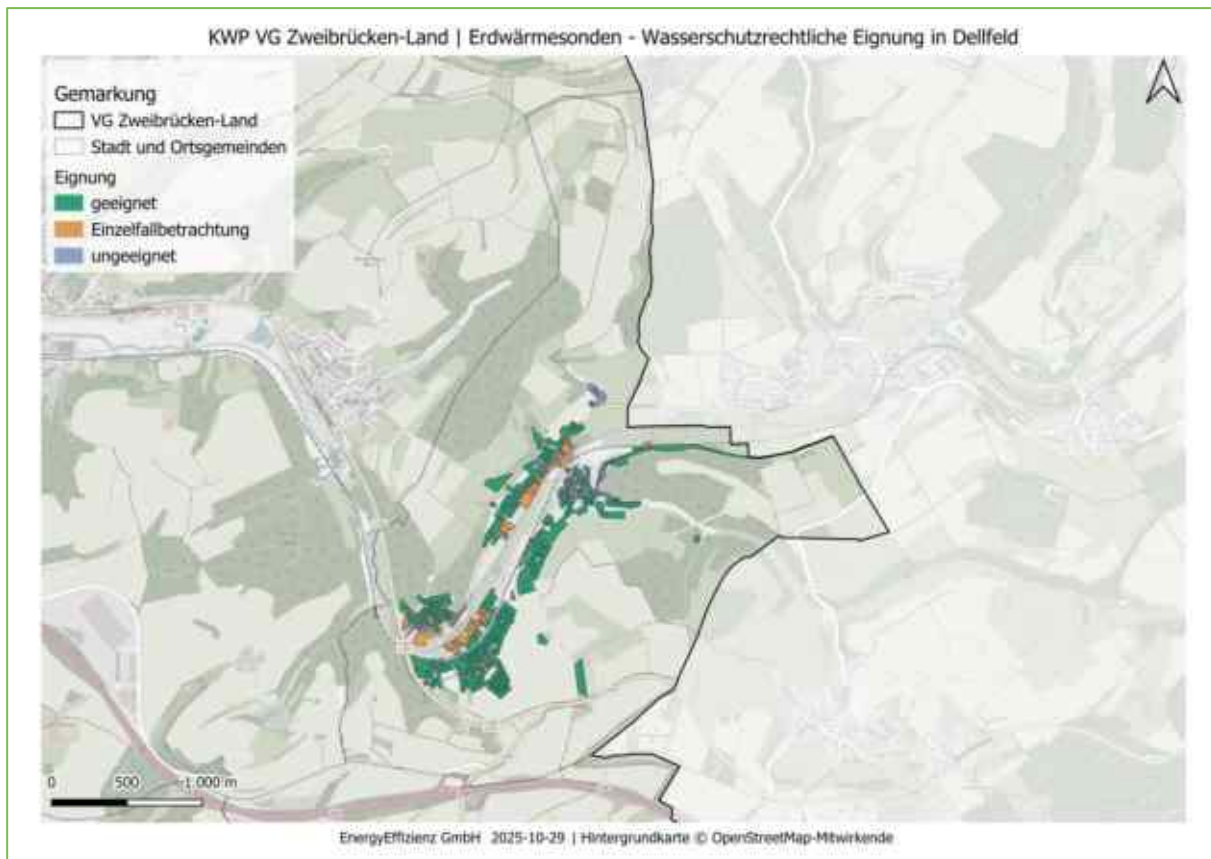 KWP VG Zweibrücken-Land | Erdwärmesonden - Wasserschutzrechtliche Eignung in Dellfeld
Gemarkung
VG Zweibrücken-Land
Stadt und Ortsgemeinden
Eignung
geeignet
Einzelfallbetrachtung
ungeeignet
0 500 1.000 m
EnergyEffizienz GmbH 2025-10-29 | Hintergrundkarte © OpenStreetMap-Mitwirkende